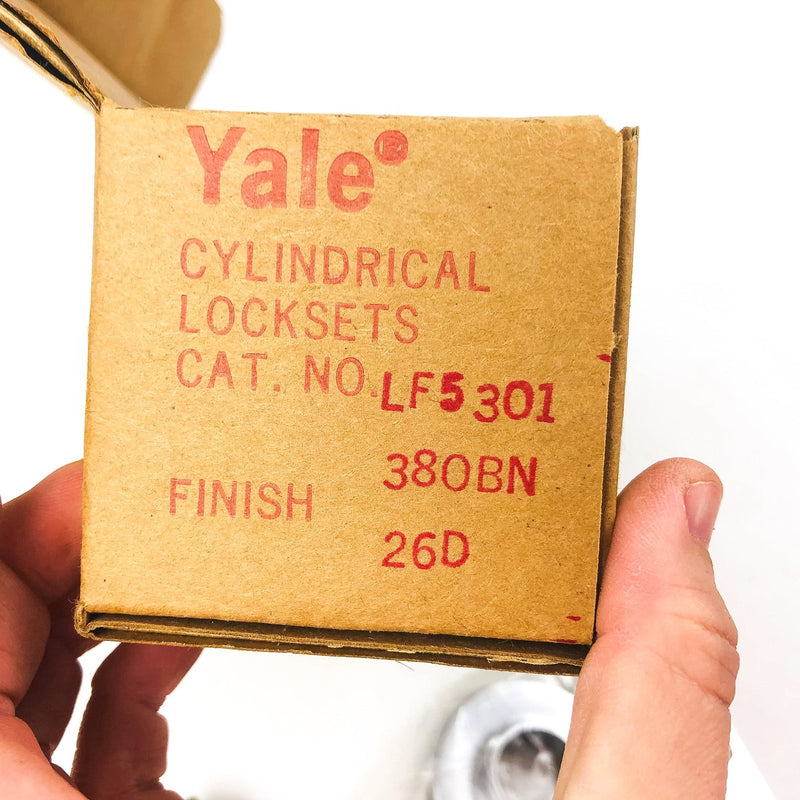 Yale®
CYLINDRICAL
LOCKSETS
CAT. NO. LF5301
380BN
FINISH 26D